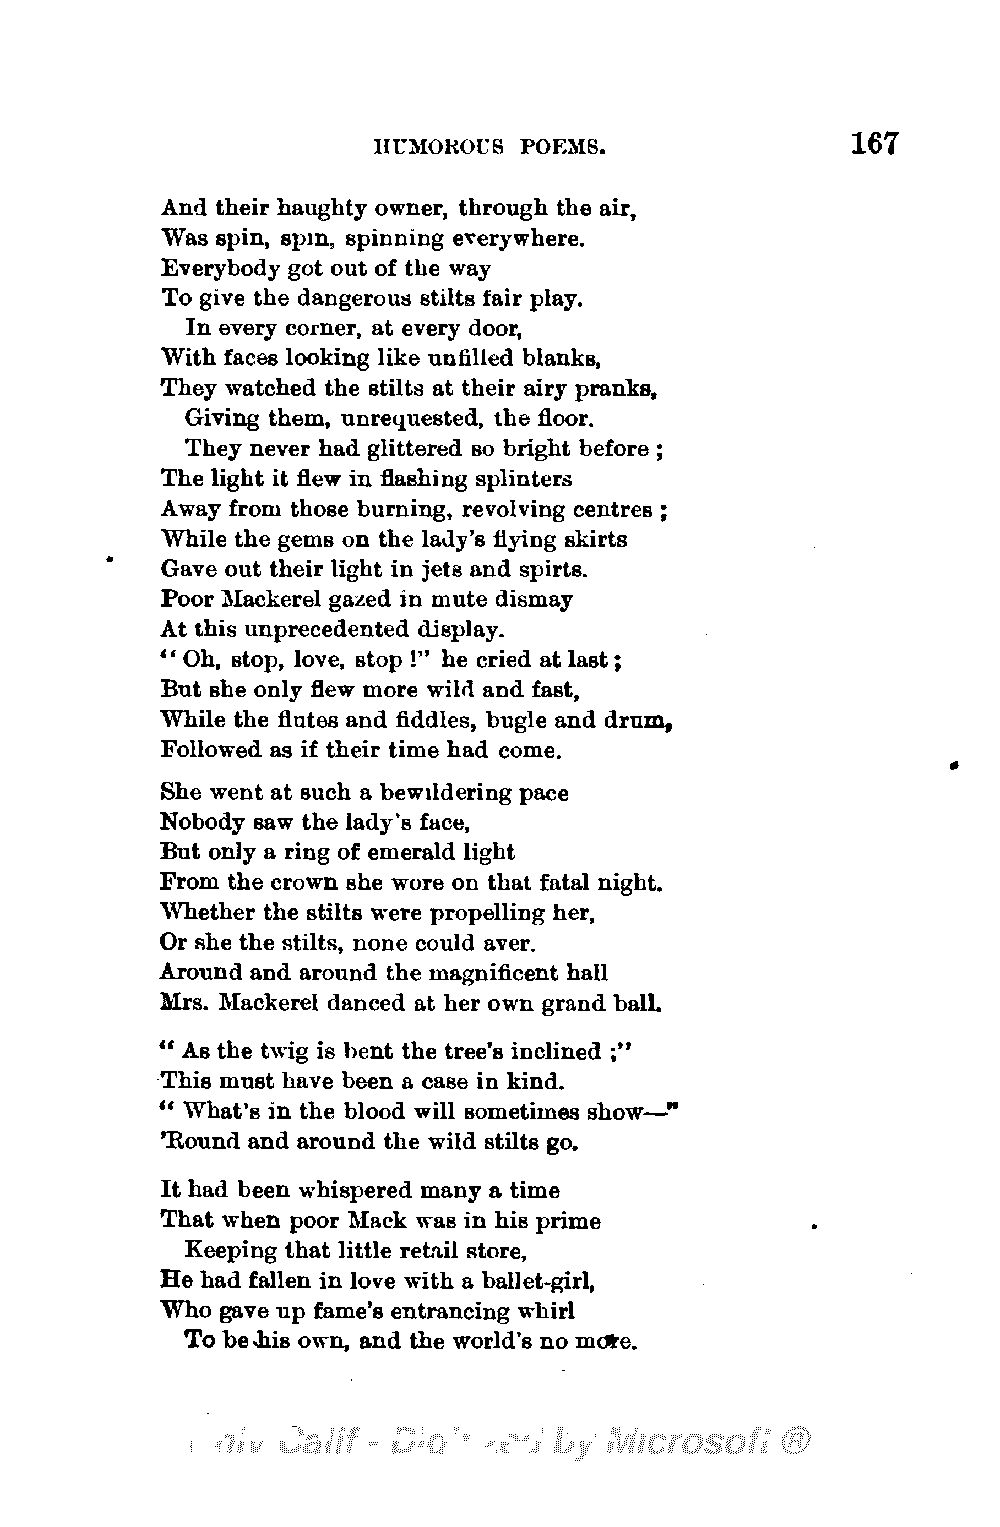 HUMOROUS POEMS. 167
And their haughty owner, through the air,
Was spin, spin, spinning everywhere.
Everybody got out of the way
To give the dangerous stilts fair play.
In every corner, at every door,
With faces looking like unfilled blanks,
They watched the stilts at their airy pranks,
Giving them, unrequested, the floor.
They never had glittered so bright before ;
The light it flew in flashing splinters
Away from those burning, revolving centres ;
While the gems on the lady's flying skirts
Gave out their light in jets and spirts.
Poor Mackerel gazed in mute dismay
At this unprecedented display.
“ Oh, stop, love, stop !” he cried at last ;
But she only flew more wild and fast,
While the flutes and fiddles, bugle and drum,
Followed as if their time had come.
She went at such a bewildering pace
Nobody saw the lady's face,
But only a ring of emerald light
From the crown she wore on that fatal night.
Whether the stilts were propelling her,
Or she the stilts, none could aver.
Around and around the magnificent hall
Mrs. Mackerel danced at her own grand ball.
“ As the twig is bent the tree's inclined ;”
This must have been a case in kind.
“ What's in the blood will sometimes show—”
'Round and around the wild stilts go.
It had been whispered many a time
That when poor Mack was in his prime
Keeping that little retail store,
He had fallen in love with a ballet-girl,
Who gave up fame's entrancing whirl
To be his own, and the world's no more.
Calif - by Microsoft ®